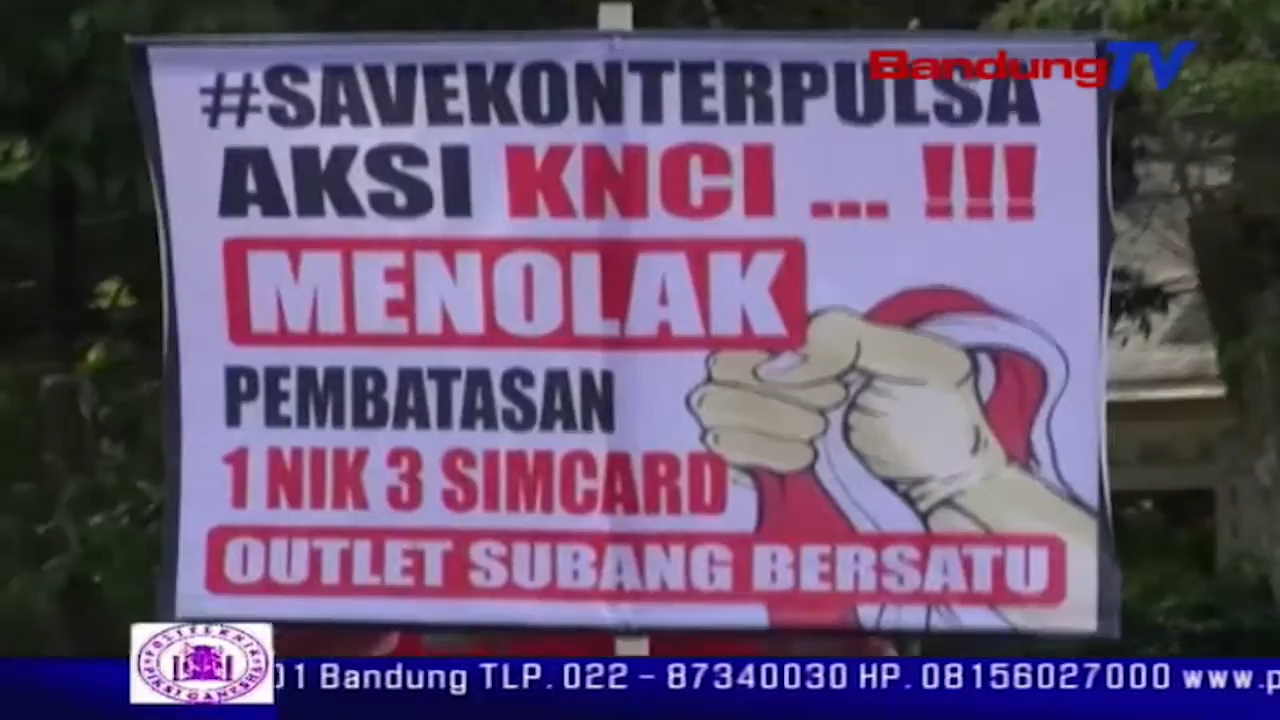 #SAVEKONTERPULSA
BandungTV
AKSI KNCI ... !!!
MENOLAK
PEMBATASAN
1 NIK 3 SIMCARD
OUTLET SUBANG BERSATU
01 Bandung TLP. 022 - 87340030 HP. 08156027000 www.p